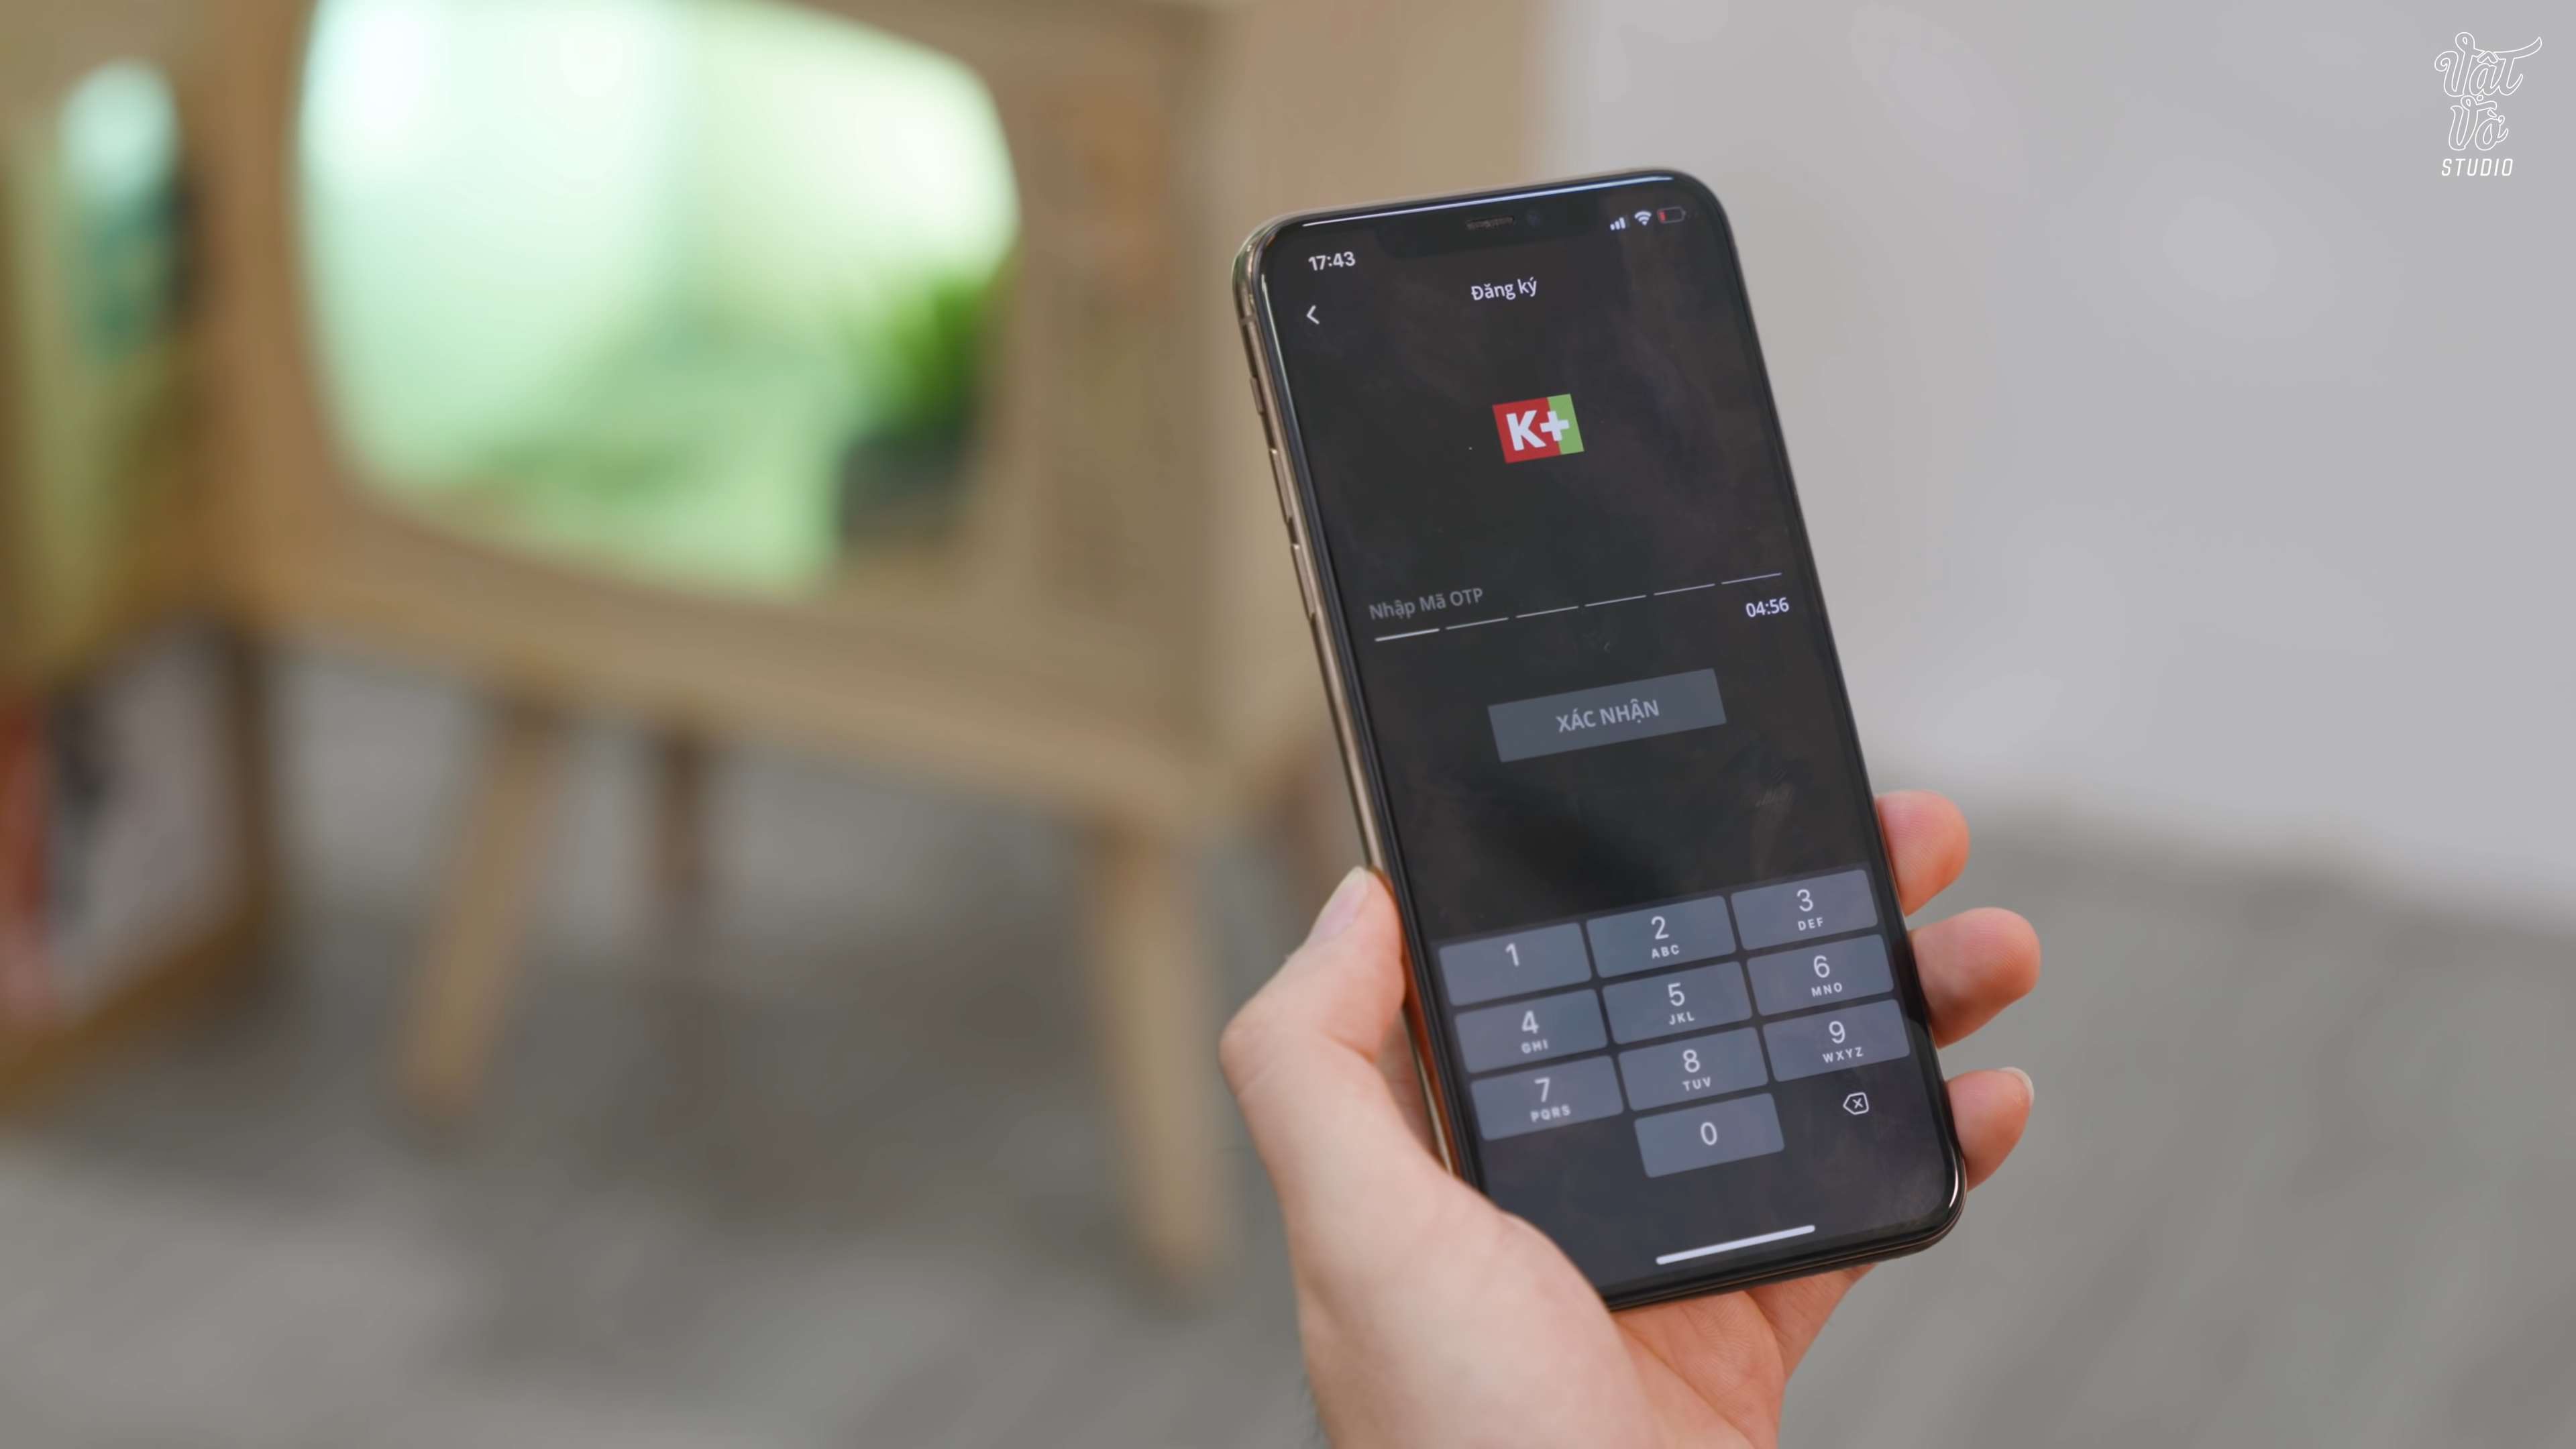 Vật
Vờ
STUDIO
17:43
Đăng ký
K+
Nhập Mã OTP
04:56
XÁC NHẬN
1
2
ABC
3
DEF
4
GHI
5
JKL
6
MNO
7
PQRS
8
TUV
9
WXYZ
0